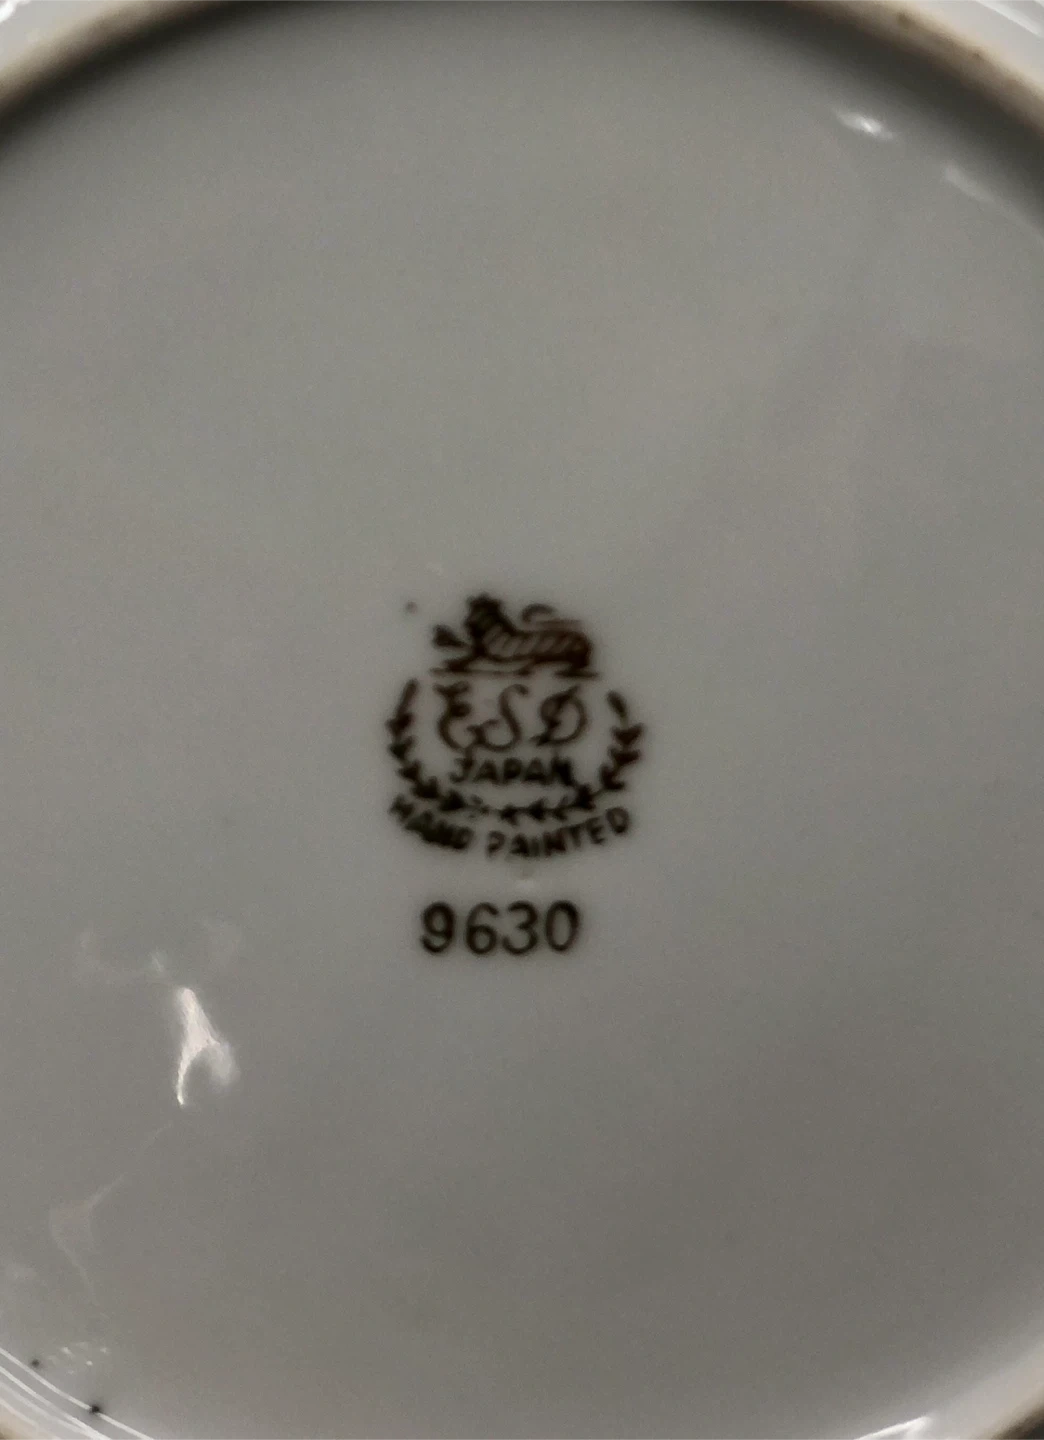 ESD
JAPAN
HAND PAINTED
9630